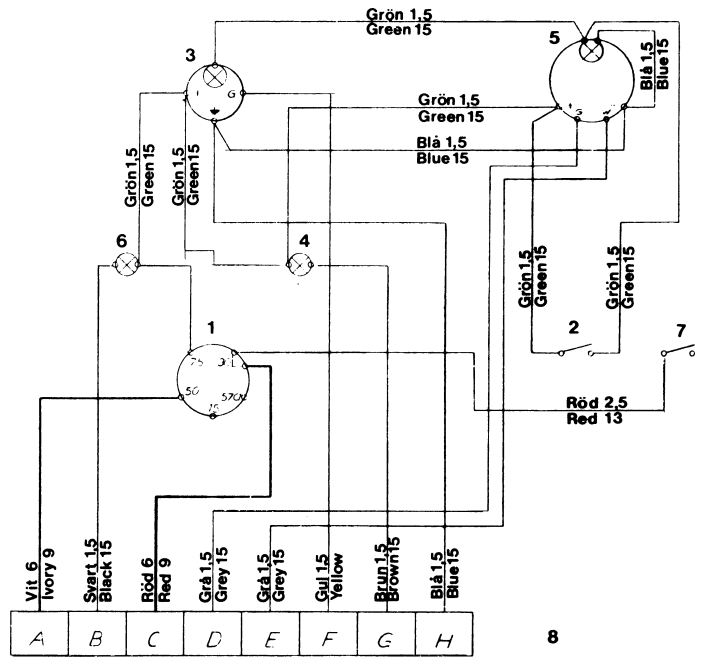 Grön 1,5
Green 15
3
5
G
Blå 1,5
Blue 15
+
G
W
Grön 1,5
Green 15
Blå 1,5
Blue 15
Grön 1,5
Green 15
Grön 1,5
Green 15
6
4
Grön 1,5
Green 15
Grön 1,5
Green 15
1
2
7
75
30L
50
15
Röd 2,5
Red 13
Vit 6
Ivory 9
Svart 1,5
Black 15
Röd 6
Red 9
Grå 1,5
Grey 15
Grå 1,5
Grey 15
Gul 1,5
Yellow
Brun 1,5
Brown 15
Blå 1,5
Blue 15
A B C D E F G H
8